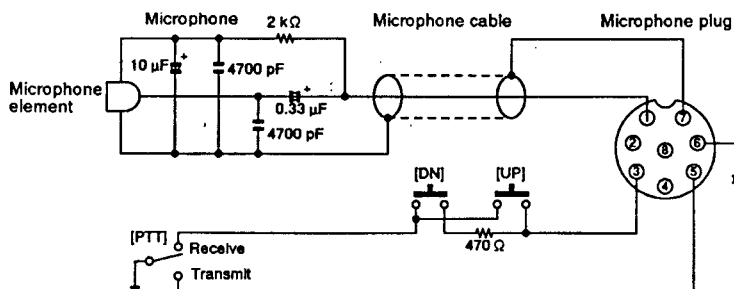 Microphone
Microphone cable
Microphone plug
2 kΩ
10 µF
+
4700 pF
+
Microphone
element
0.33 µF
4700 pF
1
7
2
8
6
3
5
4
[DN]
[UP]
470 Ω
[PTT]
Receive
Transmit